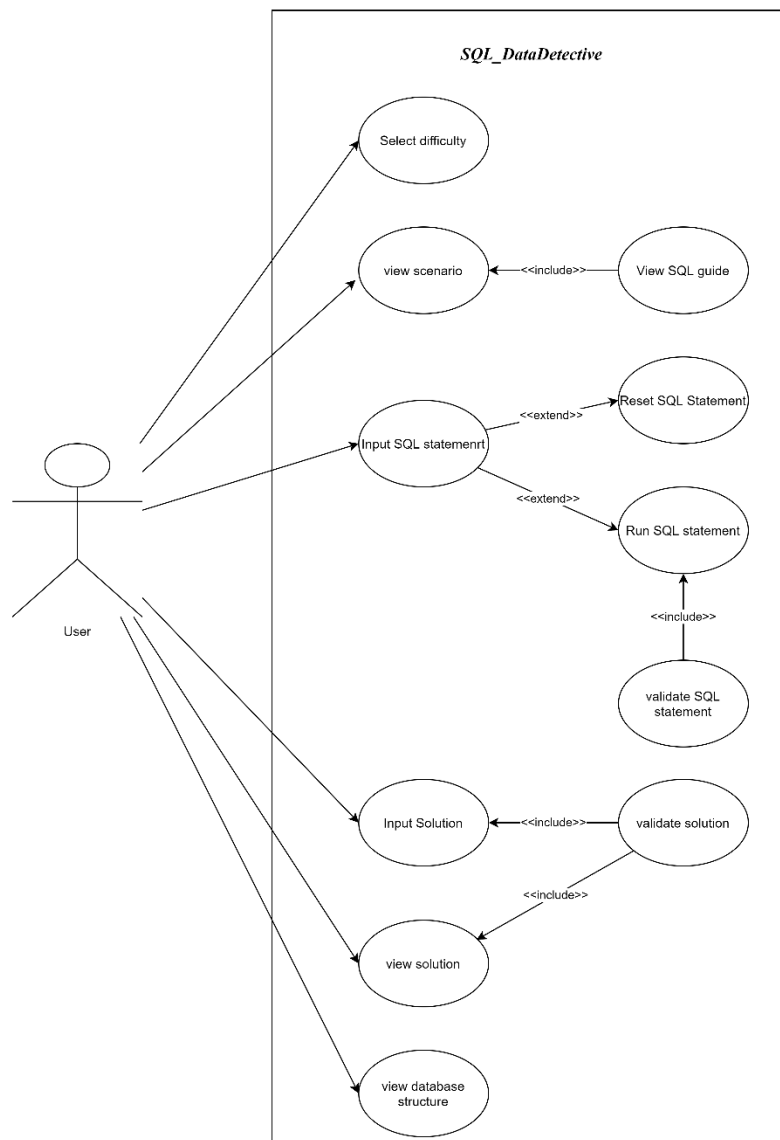 SQL_DataDetective
Select difficulty
view scenario
<<include>>
View SQL guide
Reset SQL Statement
<<extend>>
Input SQL statemenrt
<<extend>>
Run SQL statement
<<include>>
User
validate SQL
statement
Input Solution
<<include>>
validate solution
<<include>>
view solution
view database
structure